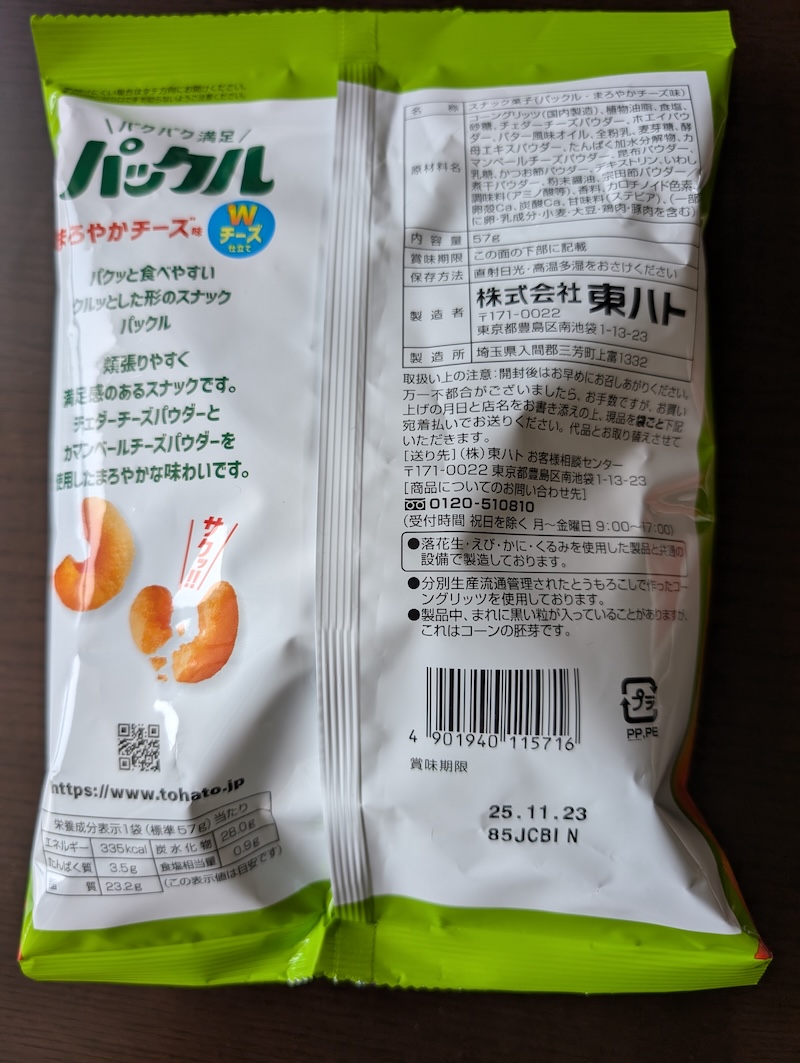 \パクパク満足/
パックル
まろやかチーズ味
W
チーズ
仕立て
パクッと食べやすい
クルッとした形のスナック
パックル
頬張りやすく
満足感のあるスナックです。
チェダーチーズパウダーと
カマンベールチーズパウダーを
使用したまろやかな味わいです。
サクッ!!
https://www.tohato.jp
栄養成分表示1袋(標準57g)当たり
エネルギー 335kcal 炭水化物 28.0g
たんぱく質 3.5g 食塩相当量 0.9g
脂質 23.2g (この表示値は目安です)
名称 スナック菓子(パックル・まろやかチーズ味)
原材料名 コーングリッツ(国内製造)、植物油脂、食塩、
砂糖、チェダーチーズパウダー、ホエイパウ
ダー、バター風味オイル、全粉乳、麦芽糖、酵
母エキスパウダー、たんぱく加水分解物、カ
マンベールチーズパウダー、昆布パウダー、
乳糖、かつお節パウダー、デキストリン、いわし
煮干パウダー、粉末醤油、宗田節パウダー/
調味料(アミノ酸等)、香料、カロチノイド色素、
卵殻Ca、炭酸Ca、甘味料(ステビア)、(一部
に卵・乳成分・小麦・大豆・鶏肉・豚肉を含む)
内容量 57g
賞味期限 この面の下部に記載
保存方法 直射日光・高温多湿をおさけください
製造者 株式会社 東ハト
〒171-0022
東京都豊島区南池袋1-13-23
製造所 埼玉県入間郡三芳町上富1332
取扱い上の注意:開封後はお早めにお召しあがりください。
万一不都合がございましたら、お手数ですが、お買い
上げの月日と店名をお書き添えの上、現品を袋ごと下記
宛着払いでお送りください。代品とお取り替えさせて
いただきます。
[送り先](株)東ハト お客様相談センター
〒171-0022 東京都豊島区南池袋1-13-23
[商品についてのお問い合わせ先]
0120-510810
(受付時間 祝日を除く 月~金曜日 9:00~17:00)
●落花生・えび・かに・くるみを使用した製品と共通の
設備で製造しております。
●分別生産流通管理されたとうもろこしで作ったコー
ングリッツを使用しております。
●製品中、まれに黒い粒が入っていることがありますが、
これはコーンの胚芽です。
4 901940 115716
プラ
PP,PE
賞味期限
25.11.23
85JCBI N